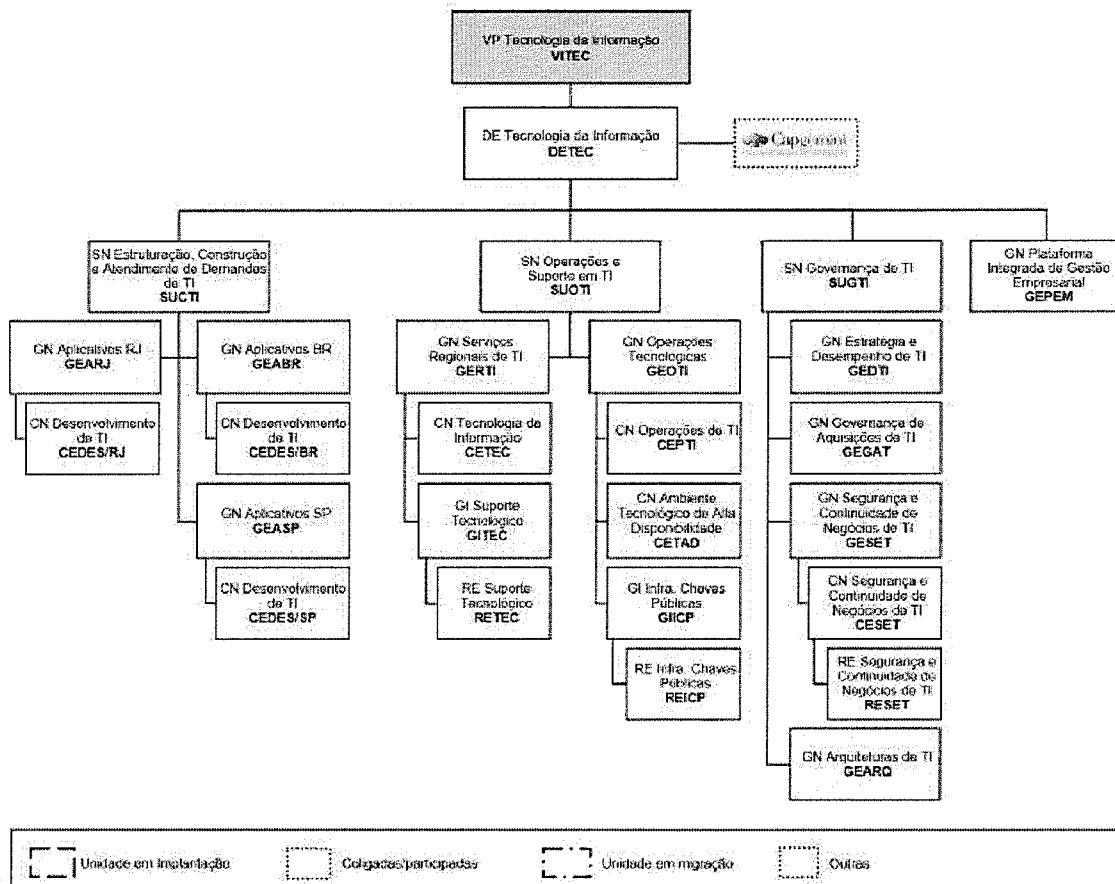 VP Tecnologia da Informação
VITEC
DE Tecnologia da Informação
DETEC
Capgemini
SN Estruturação, Construção
e Atendimento de Demandas
de TI
SUCTI
SN Operações e
Suporte em TI
SUOTI
SN Governança de TI
SUGTI
GN Plataforma
Integrada de Gestão
Empresarial
GEPEM
GN Aplicativos RJ
GEARJ
GN Aplicativos BR
GEABR
GN Serviços
Regionais de TI
GERTI
GN Operações
Tecnológicas
GEOTI
GN Estratégia e
Desempenho de TI
GEDTI
CN Desenvolvimento
de TI
CEDES/RJ
CN Desenvolvimento
de TI
CEDES/BR
CN Tecnologia da
Informação
CETEC
CN Operações de TI
CEPTI
GN Governança de
Aquisições de TI
GEGAT
GN Aplicativos SP
GEASP
GI Suporte
Tecnológico
GITEC
CN Ambiente
Tecnológico de Alta
Disponibilidade
CETAD
GN Segurança e
Continuidade de
Negócios de TI
GESET
CN Desenvolvimento
de TI
CEDES/SP
RE Suporte
Tecnológico
RETEC
GI Infra. Chaves
Públicas
GIICP
CN Segurança e
Continuidade de
Negócios de TI
CESET
RE Infra. Chaves
Públicas
REICP
RE Segurança e
Continuidade de
Negócios de TI
RESET
GN Arquiteturas de TI
GEARQ
Unidade em Implantação
Coligadas/participadas
Unidade em migração
Outras